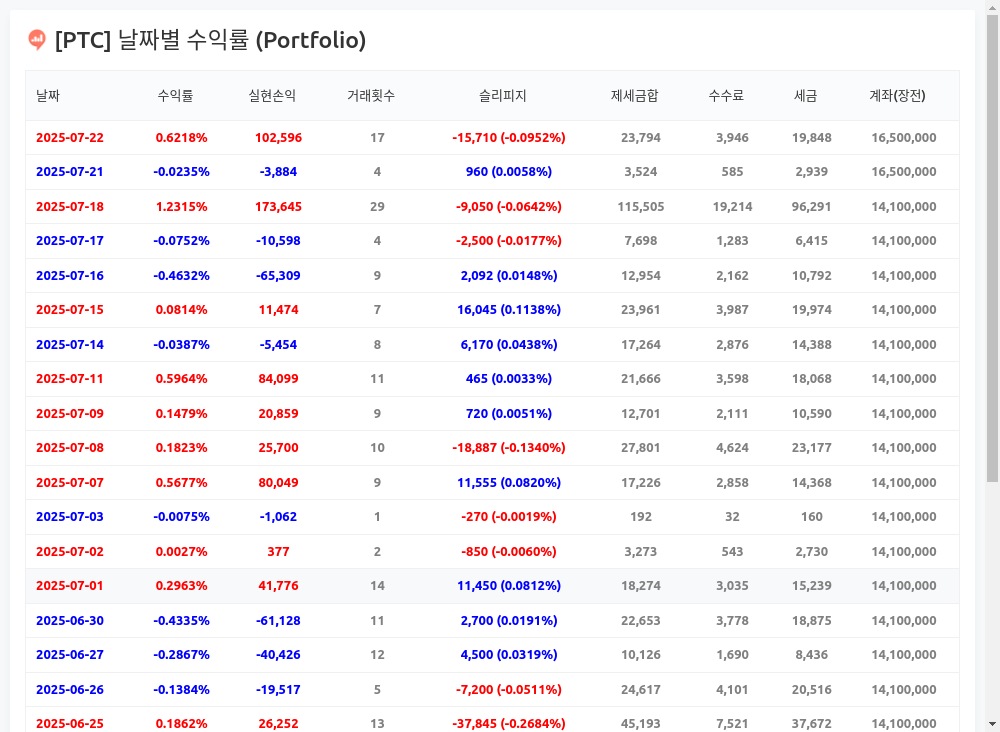 [PTC] 날짜별 수익률 (Portfolio)
날짜 수익률 실현손익 거래횟수 슬리피지 제세금합 수수료 세금 계좌(장전)
2025-07-22 0.6218% 102,596 17 -15,710 (-0.0952%) 23,794 3,946 19,848 16,500,000
2025-07-21 -0.0235% -3,884 4 960 (0.0058%) 3,524 585 2,939 16,500,000
2025-07-18 1.2315% 173,645 29 -9,050 (-0.0642%) 115,505 19,214 96,291 14,100,000
2025-07-17 -0.0752% -10,598 4 -2,500 (-0.0177%) 7,698 1,283 6,415 14,100,000
2025-07-16 -0.4632% -65,309 9 2,092 (0.0148%) 12,954 2,162 10,792 14,100,000
2025-07-15 0.0814% 11,474 7 16,045 (0.1138%) 23,961 3,987 19,974 14,100,000
2025-07-14 -0.0387% -5,454 8 6,170 (0.0438%) 17,264 2,876 14,388 14,100,000
2025-07-11 0.5964% 84,099 11 465 (0.0033%) 21,666 3,598 18,068 14,100,000
2025-07-09 0.1479% 20,859 9 720 (0.0051%) 12,701 2,111 10,590 14,100,000
2025-07-08 0.1823% 25,700 10 -18,887 (-0.1340%) 27,801 4,624 23,177 14,100,000
2025-07-07 0.5677% 80,049 9 11,555 (0.0820%) 17,226 2,858 14,368 14,100,000
2025-07-03 -0.0075% -1,062 1 -270 (-0.0019%) 192 32 160 14,100,000
2025-07-02 0.0027% 377 2 -850 (-0.0060%) 3,273 543 2,730 14,100,000
2025-07-01 0.2963% 41,776 14 11,450 (0.0812%) 18,274 3,035 15,239 14,100,000
2025-06-30 -0.4335% -61,128 11 2,700 (0.0191%) 22,653 3,778 18,875 14,100,000
2025-06-27 -0.2867% -40,426 12 4,500 (0.0319%) 10,126 1,690 8,436 14,100,000
2025-06-26 -0.1384% -19,517 5 -7,200 (-0.0511%) 24,617 4,101 20,516 14,100,000
2025-06-25 0.1862% 26,252 13 -37,845 (-0.2684%) 45,193 7,521 37,672 14,100,000